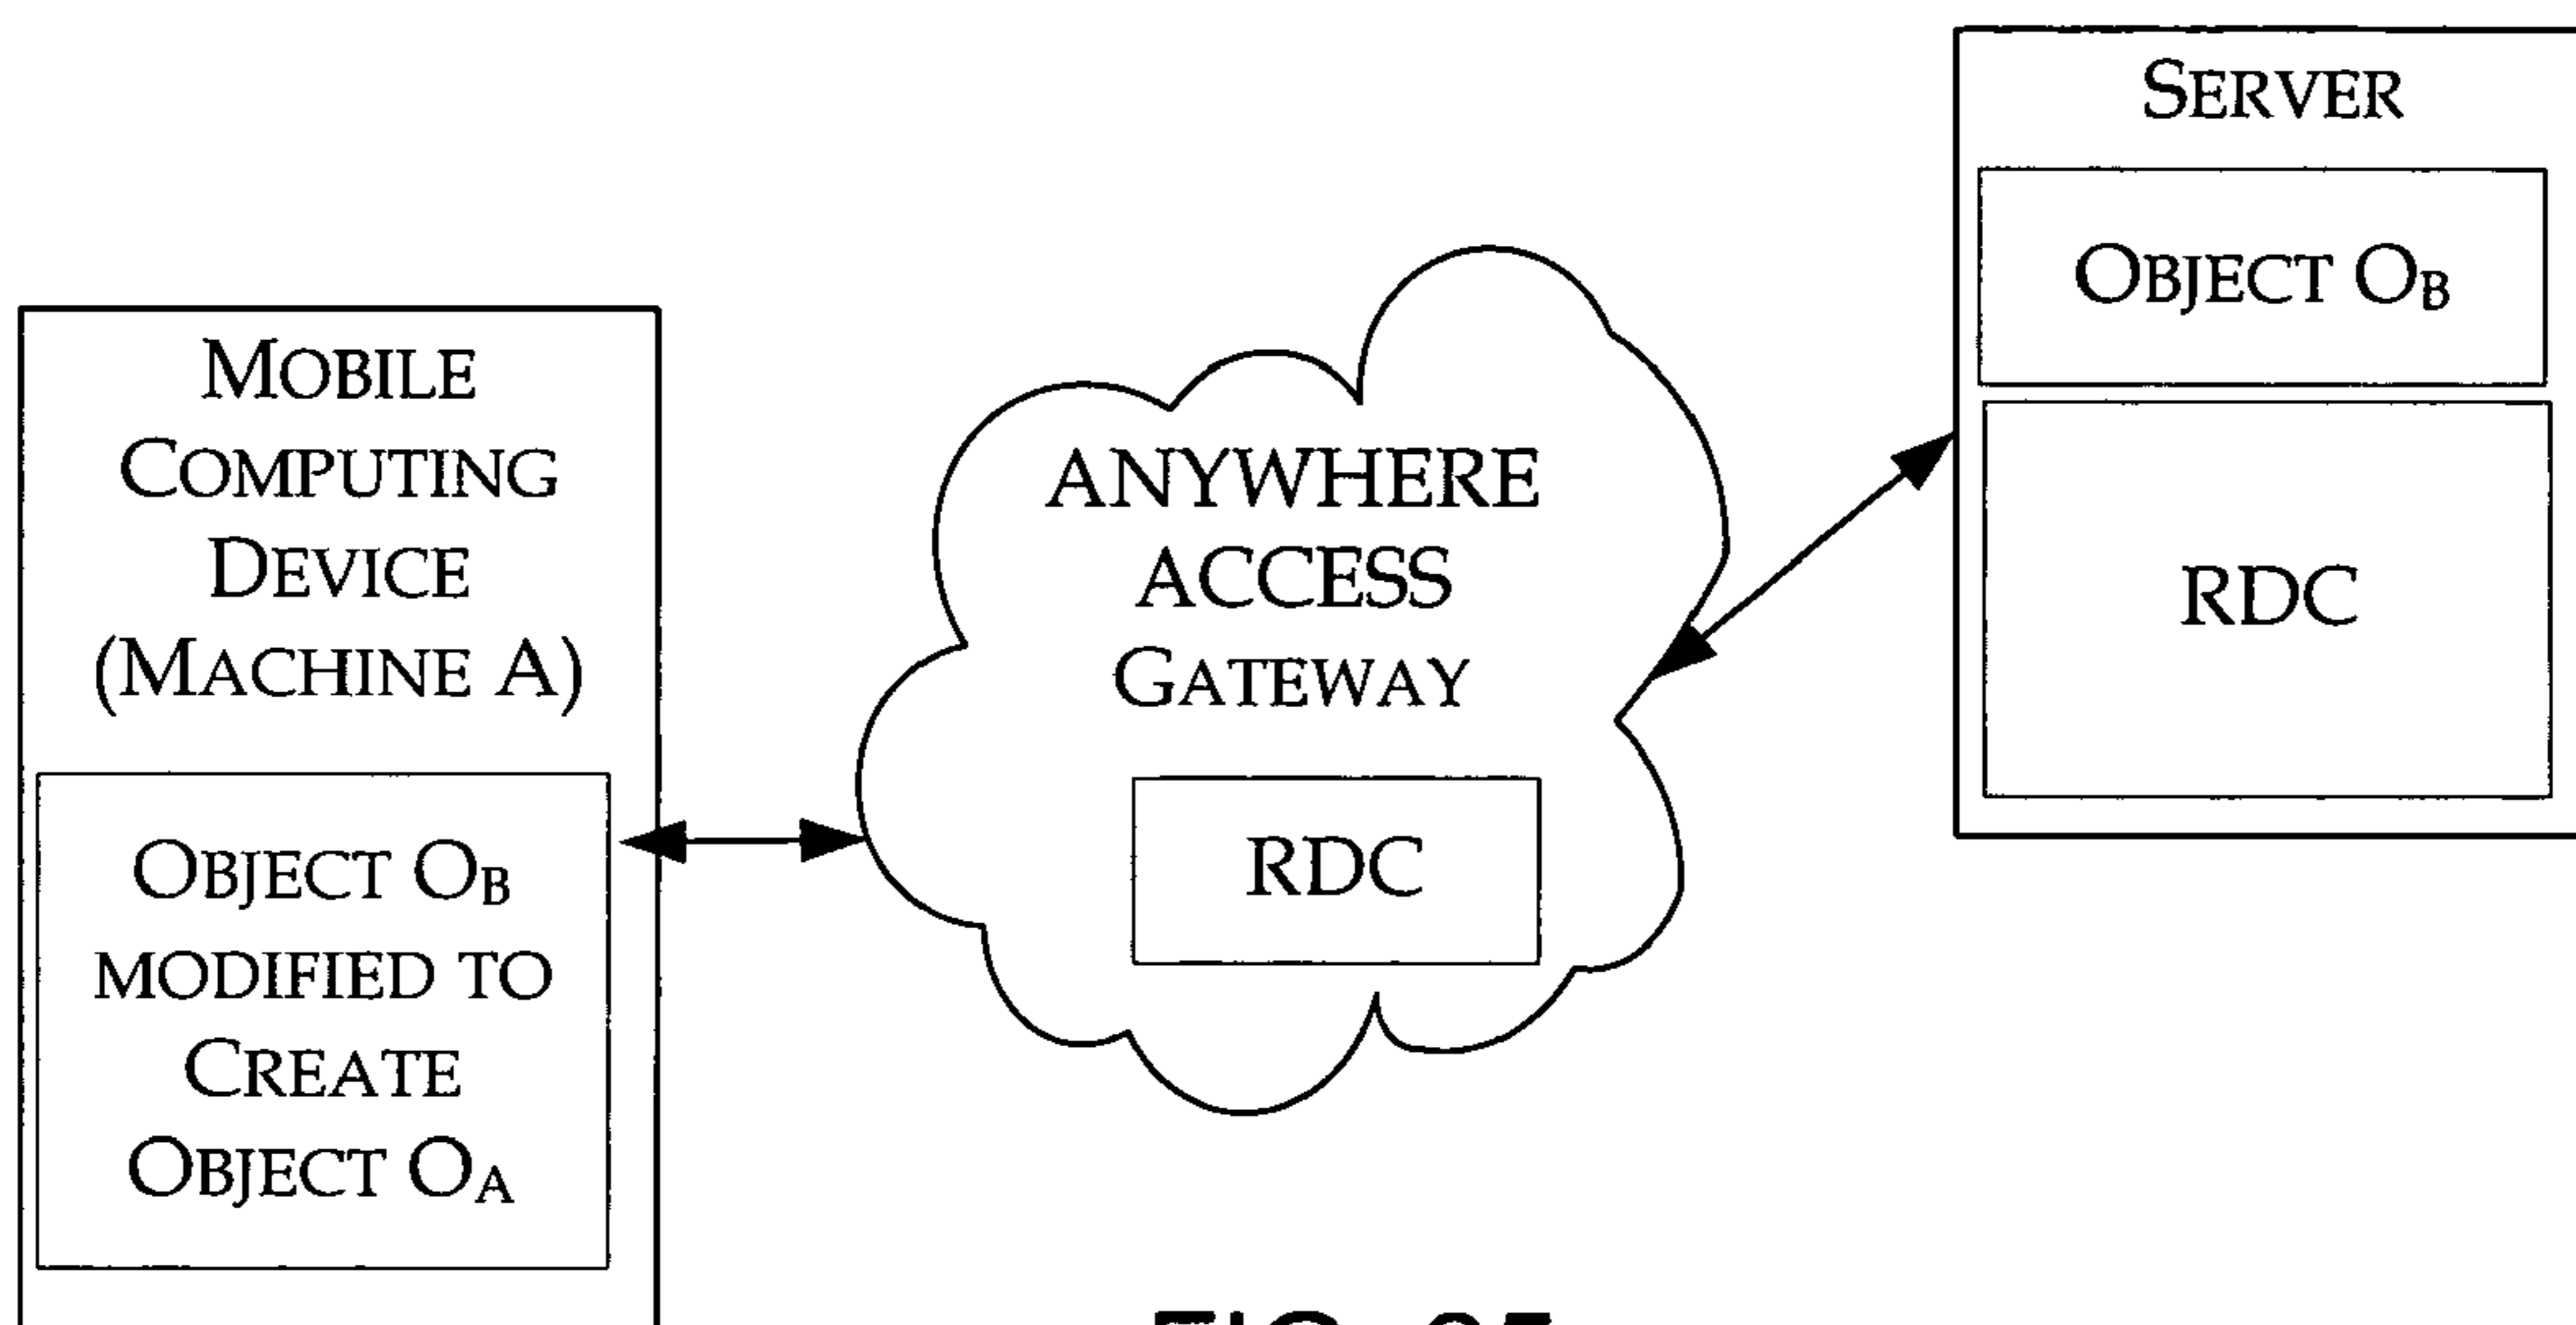 MOBILE
COMPUTING
DEVICE
(MACHINE A)
OBJECT OB
MODIFIED TO
CREATE
OBJECT OA
ANYWHERE
ACCESS
GATEWAY
RDC
SERVER
OBJECT OB
RDC